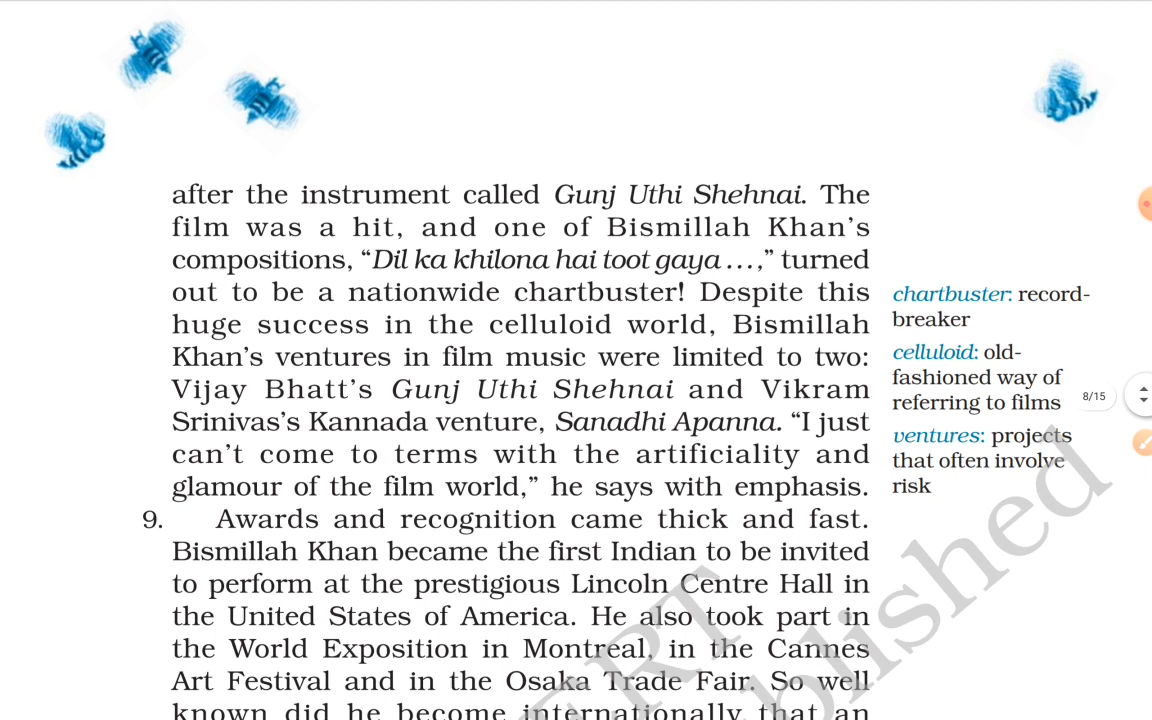 after the instrument called Gunj Uthi Shehnai. The
film was a hit, and one of Bismillah Khan's
compositions, “Dil ka khilona hai toot gaya ...,” turned
out to be a nationwide chartbuster! Despite this
huge success in the celluloid world, Bismillah
Khan's ventures in film music were limited to two:
Vijay Bhatt's Gunj Uthi Shehnai and Vikram
Srinivas's Kannada venture, Sanadhi Apanna. “I just
can't come to terms with the artificiality and
glamour of the film world,” he says with emphasis.
9. Awards and recognition came thick and fast.
Bismillah Khan became the first Indian to be invited
to perform at the prestigious Lincoln Centre Hall in
the United States of America. He also took part in
the World Exposition in Montreal, in the Cannes
Art Festival and in the Osaka Trade Fair. So well
known did he become internationally that an
chartbuster: record-
breaker
celluloid: old-
fashioned way of
referring to films
ventures: projects
that often involve
risk
8/15